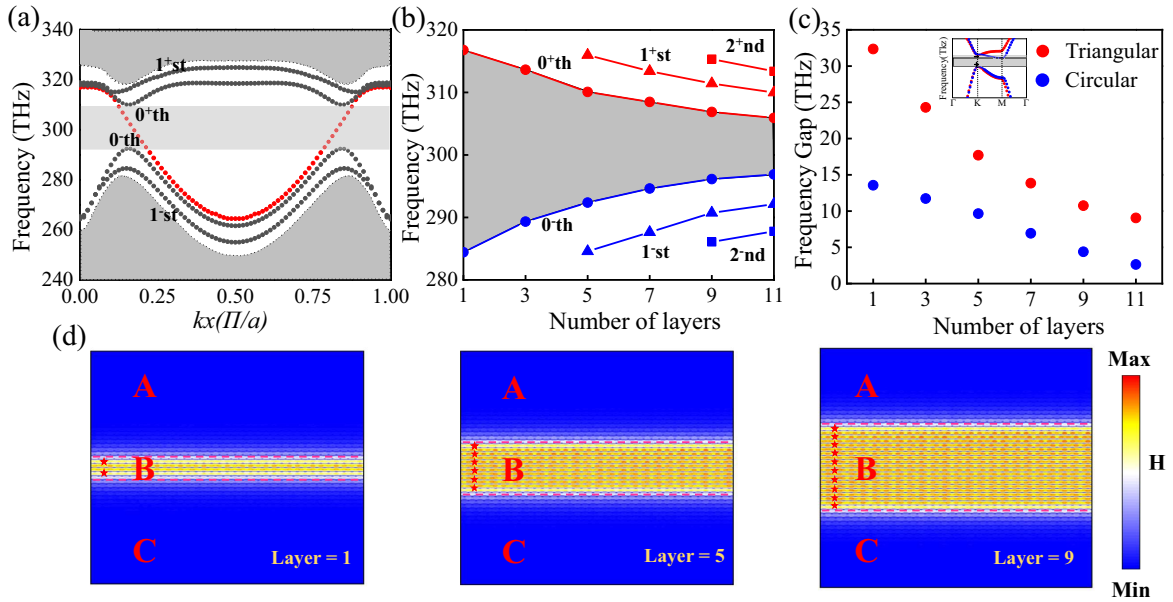 (a)
340
320
300
280
260
240
Frequency (THz)
1⁺st
0⁺th
0⁻th
1⁻st
0.00 0.25 0.50 0.75 1.00
kx(Π/a)
(b)
320
310
300
290
280
Frequency (THz)
0⁺th
1⁺st
2⁺nd
0⁻th
1⁻st
2⁻nd
1 3 5 7 9 11
Number of layers
(c)
35
30
25
20
15
10
5
0
Frequency Gap (THz)
Frequency(Tkz)
Γ K M Γ
Triangular
Circular
1 3 5 7 9 11
Number of layers
(d)
A
B
C
Layer = 1
A
B
C
Layer = 5
A
B
C
Layer = 9
Max
H
Min